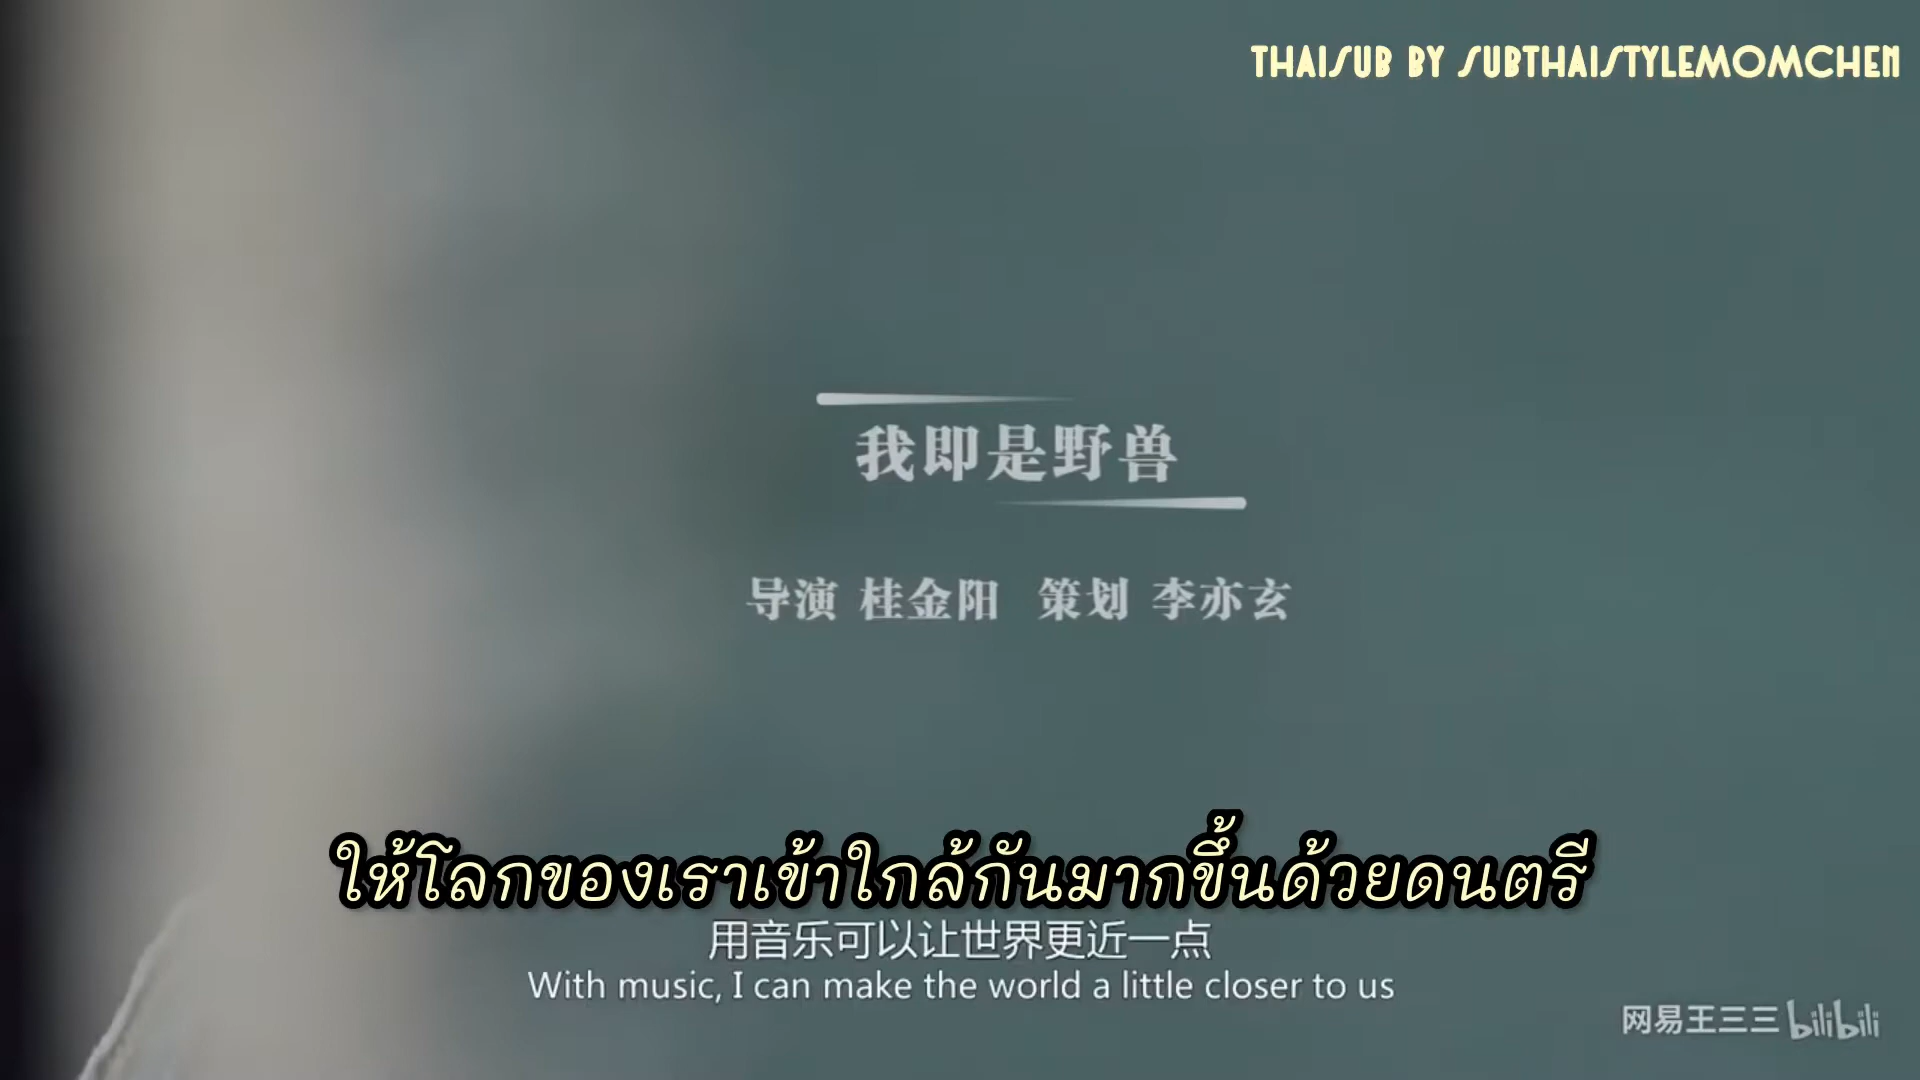 THAISUB BY SUBTHAISTYLEMOMCHEN
我即是野兽
导演 桂金阳 策划 李亦玄
ให้โลกของเราเข้าใกล้กันมากขึ้นด้วยดนตรี
用音乐可以让世界更近一点
With music, I can make the world a little closer to us
网易王三三 bilibili